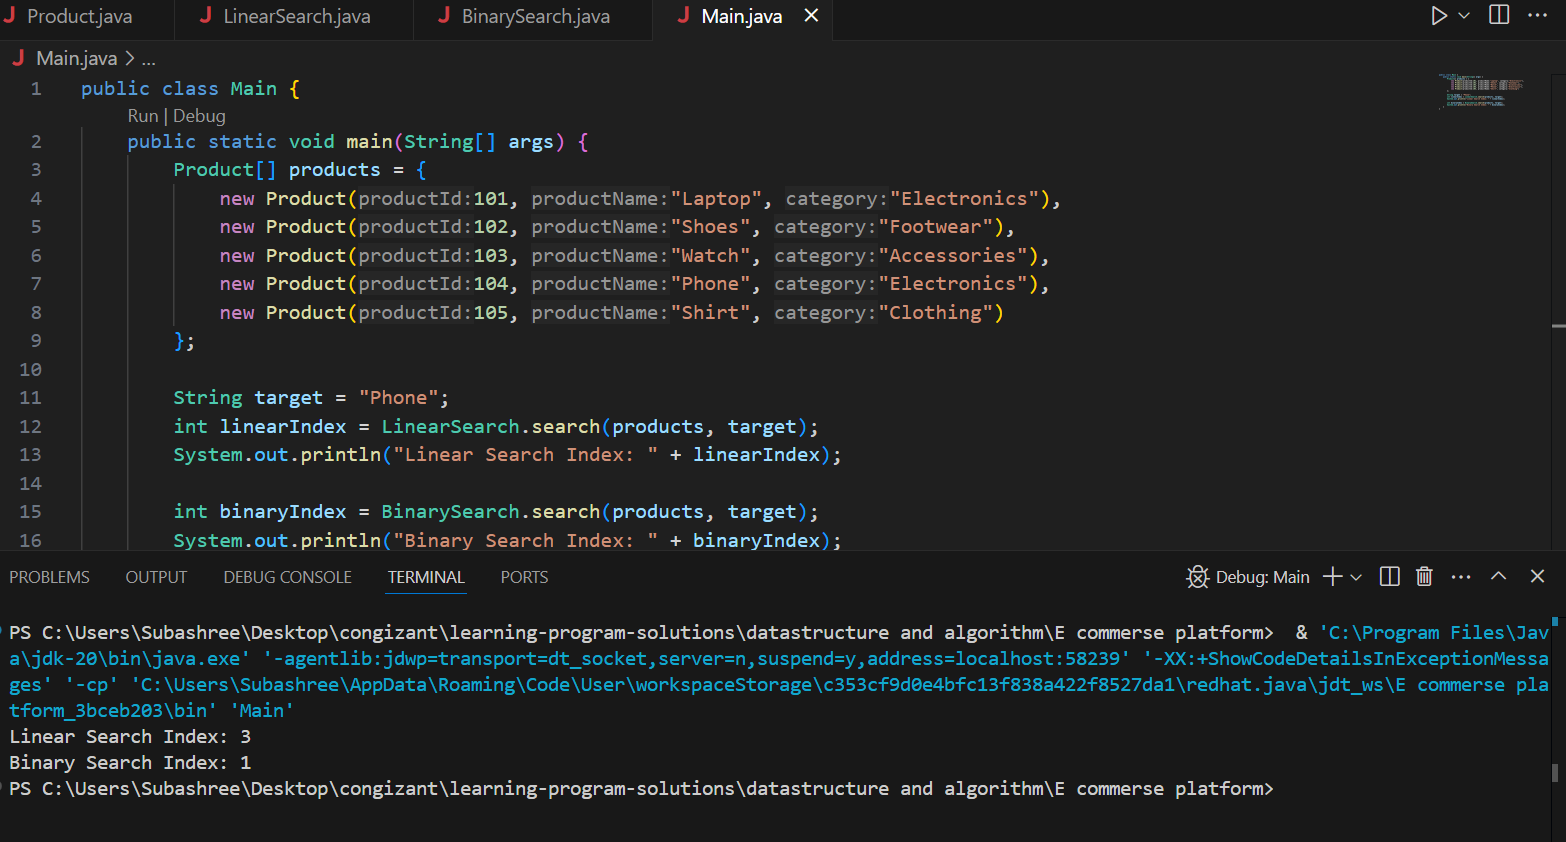 Product.java LinearSearch.java BinarySearch.java Main.java
Main.java > ...
1 public class Main {
Run | Debug
2 public static void main(String[] args) {
3 Product[] products = {
4 new Product(productId:101, productName:"Laptop", category:"Electronics"),
5 new Product(productId:102, productName:"Shoes", category:"Footwear"),
6 new Product(productId:103, productName:"Watch", category:"Accessories"),
7 new Product(productId:104, productName:"Phone", category:"Electronics"),
8 new Product(productId:105, productName:"Shirt", category:"Clothing")
9 };
10
11 String target = "Phone";
12 int linearIndex = LinearSearch.search(products, target);
13 System.out.println("Linear Search Index: " + linearIndex);
14
15 int binaryIndex = BinarySearch.search(products, target);
16 System.out.println("Binary Search Index: " + binaryIndex);
PROBLEMS OUTPUT DEBUG CONSOLE TERMINAL PORTS Debug: Main
PS C:\Users\Subashree\Desktop\congizant\learning-program-solutions\datastructure and algorithm\E commerse platform> & 'C:\Program Files\Jav
a\jdk-20\bin\java.exe' '-agentlib:jdwp=transport=dt_socket,server=n,suspend=y,address=localhost:58239' '-XX:+ShowCodeDetailsInExceptionMessa
ges' '-cp' 'C:\Users\Subashree\AppData\Roaming\Code\User\workspaceStorage\c353cf9d0e4bfc13f838a422f8527da1\redhat.java\jdt_ws\E commerse pla
tform_3bceb203\bin' 'Main'
Linear Search Index: 3
Binary Search Index: 1
PS C:\Users\Subashree\Desktop\congizant\learning-program-solutions\datastructure and algorithm\E commerse platform>